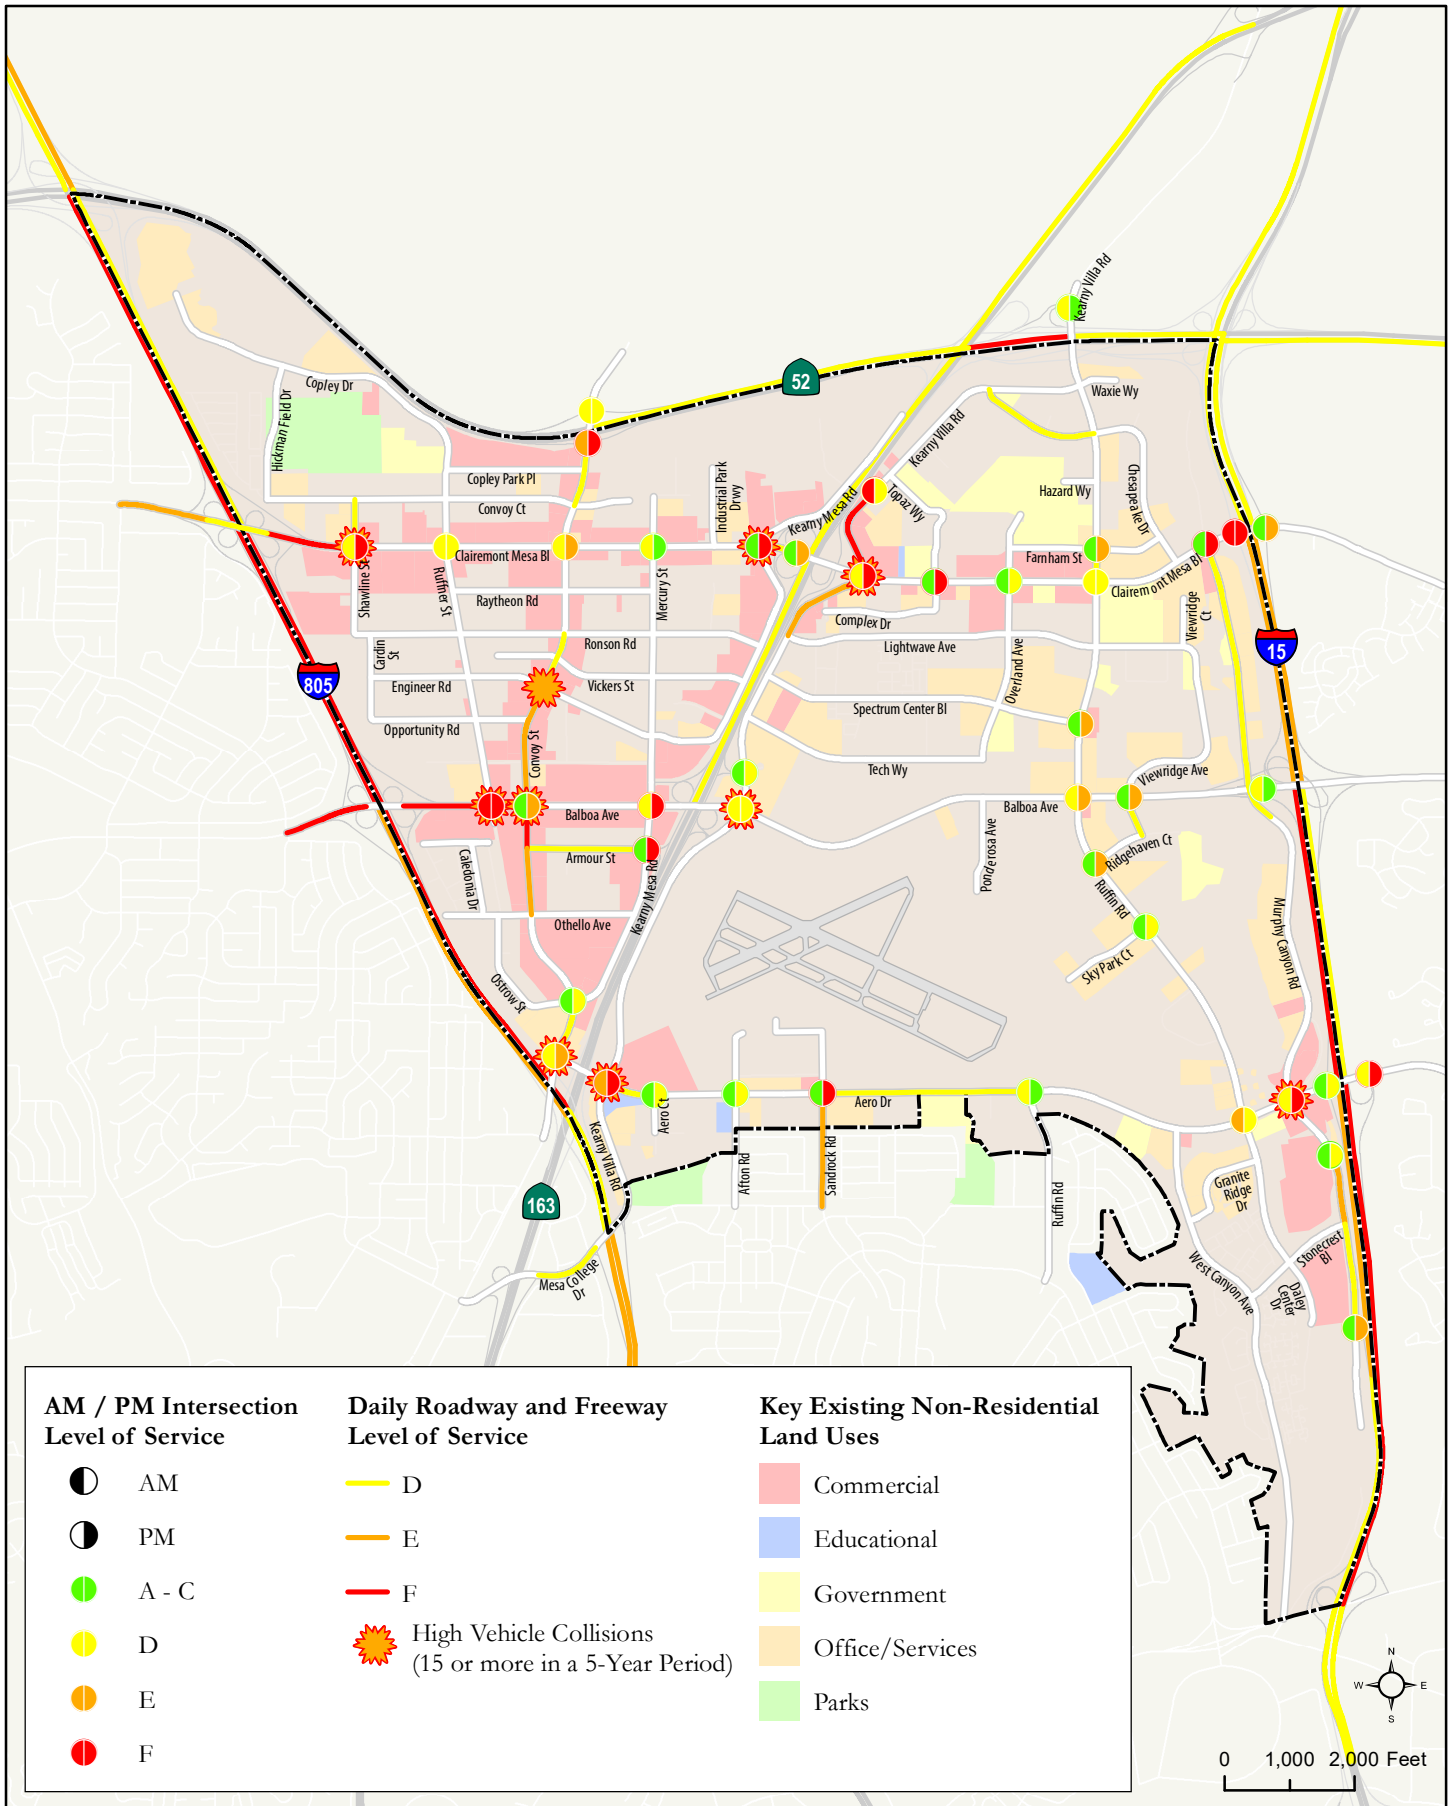 Kearny Villa Rd
52
Waxie Wy
Copley Dr
Hickman Field Dr
Kearny Villa Rd
Copley Park Pl
Industrial Park
Drwy
Hazard Wy
Chesapeake Dr
Convoy Ct
Kearny Mesa Rd
Topaz Wy
Clairemont Mesa Bl
Farnham St
Clairemont Mesa Bl
Shawline St
Ruffner St
Raytheon Rd
Mercury St
Complex Dr
Viewridge
Ct
Ronson Rd
Lightwave Ave
Cardin
St
15
805
Engineer Rd
Vickers St
Overland Ave
Spectrum Center Bl
Opportunity Rd
Convoy St
Tech Wy
Viewridge Ave
Balboa Ave
Balboa Ave
Armour St
Ponderosa Ave
Ridgehaven Ct
Caledonia Dr
Kearny Mesa Rd
Ruffin Rd
Othello Ave
Murphy Canyon Rd
Sky Park Ct
Ostrow St
Aero Ct
Aero Dr
Kearny Villa Rd
Afton Rd
Sandrock Rd
Ruffin Rd
Granite
Ridge
Dr
163
Stonecrest
Bl
West Canyon Ave
Daley
Center
Dr
Mesa College
Dr
AM / PM Intersection
Level of Service
AM
PM
A - C
D
E
F
Daily Roadway and Freeway
Level of Service
D
E
F
High Vehicle Collisions
(15 or more in a 5-Year Period)
Key Existing Non-Residential
Land Uses
Commercial
Educational
Government
Office/Services
Parks
N
W
E
S
0 1,000 2,000 Feet